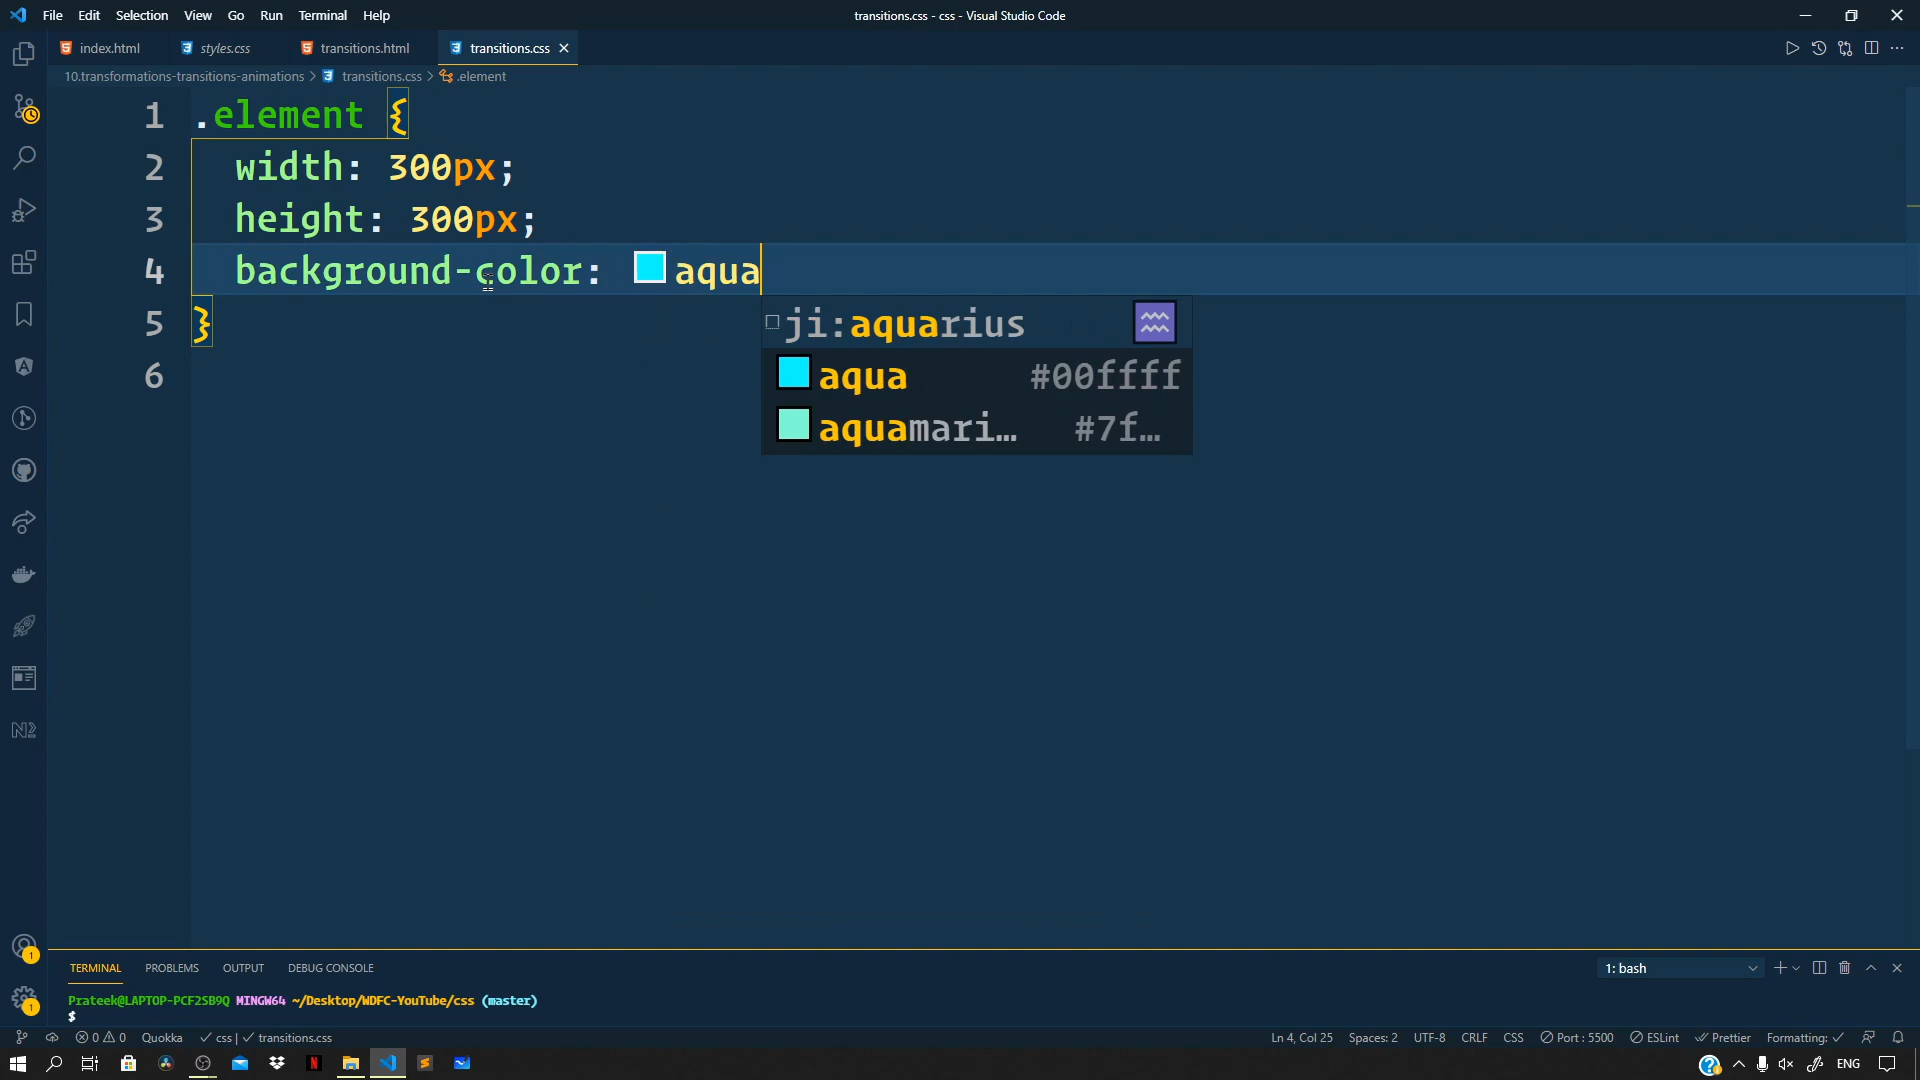 File Edit Selection View Go Run Terminal Help
transitions.css - css - Visual Studio Code
index.html styles.css transitions.html transitions.css
10.transformations-transitions-animations > transitions.css > .element
1 .element {
2 width: 300px;
3 height: 300px;
4 background-color: aqua
ji:aquarius
5 }
aqua #00ffff
6
aquamari… #7f…
TERMINAL PROBLEMS OUTPUT DEBUG CONSOLE
1: bash
Prateek@LAPTOP-PCF2SB9Q MINGW64 ~/Desktop/WDFC-YouTube/css (master)
$
0 0 Quokka css | transitions.css
Ln 4, Col 25 Spaces: 2 UTF-8 CRLF CSS Port : 5500 ESLint Prettier Formatting:
ENG